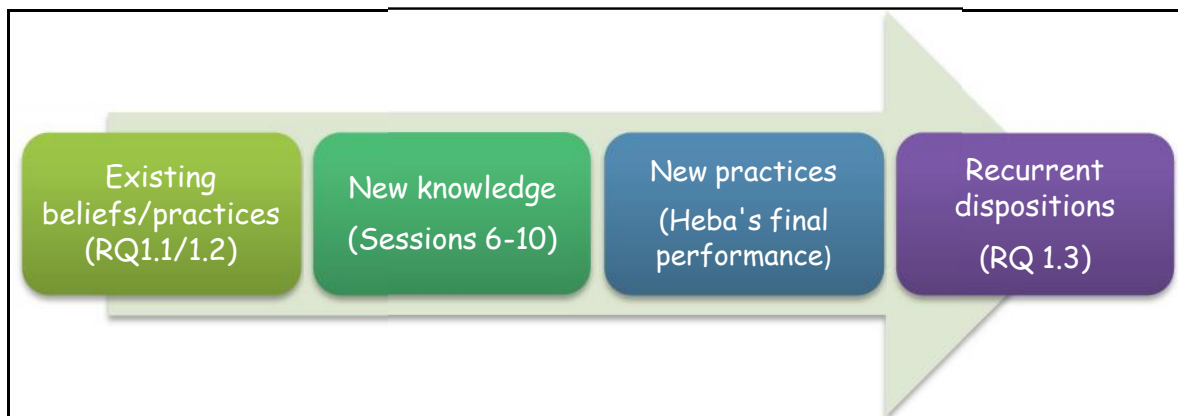 Existing
beliefs/practices
(RQ1.1/1.2)
New knowledge
(Sessions 6-10)
New practices
(Heba's final
performance)
Recurrent
dispositions
(RQ 1.3)